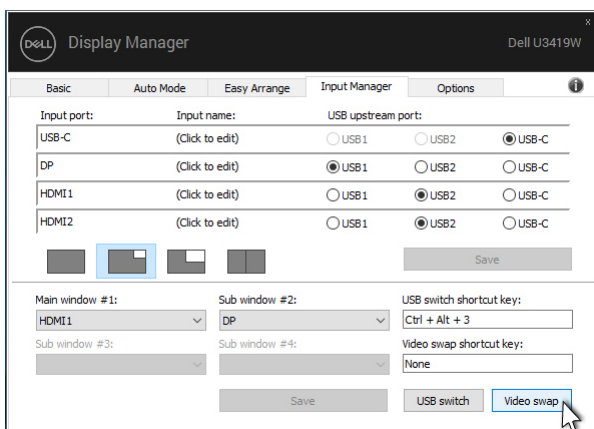 DELL Display Manager Dell U3419W
Basic Auto Mode Easy Arrange Input Manager Options
Input port: Input name: USB upstream port:
USB-C (Click to edit) USB1 USB2 USB-C
DP (Click to edit) USB1 USB2 USB-C
HDMI1 (Click to edit) USB1 USB2 USB-C
HDMI2 (Click to edit) USB1 USB2 USB-C
Save
Main window #1: Sub window #2: USB switch shortcut key:
HDMI1 DP Ctrl + Alt + 3
Sub window #3: Sub window #4: Video swap shortcut key:
None
Save USB switch Video swap